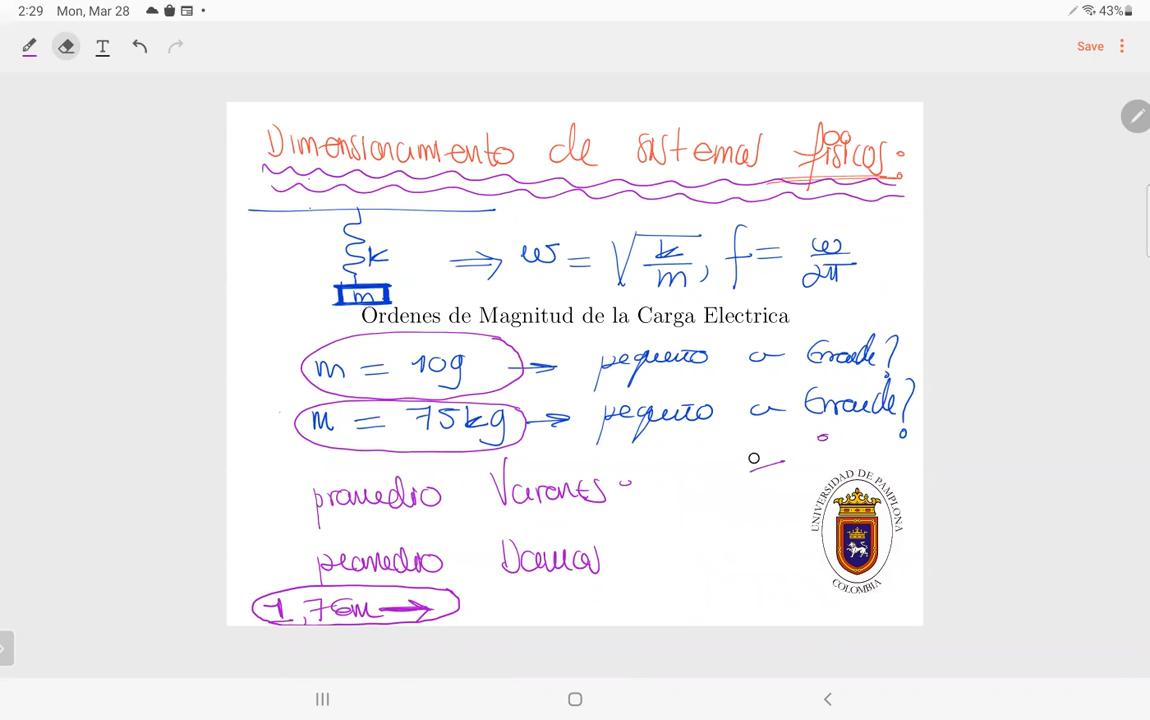 2:29 Mon, Mar 28 43%
T Save
Dimensionamiento de sistemas físicos:
k ⟹ w = √(k/m), f = w/2π
m
Ordenes de Magnitud de la Carga Electrica
m = 10g → pequeño o Grande?
m = 75kg → pequeño o Grande?
promedio Varones
promedio Damas
1,76m →
UNIVERSIDAD DE PAMPLONA
COLOMBIA